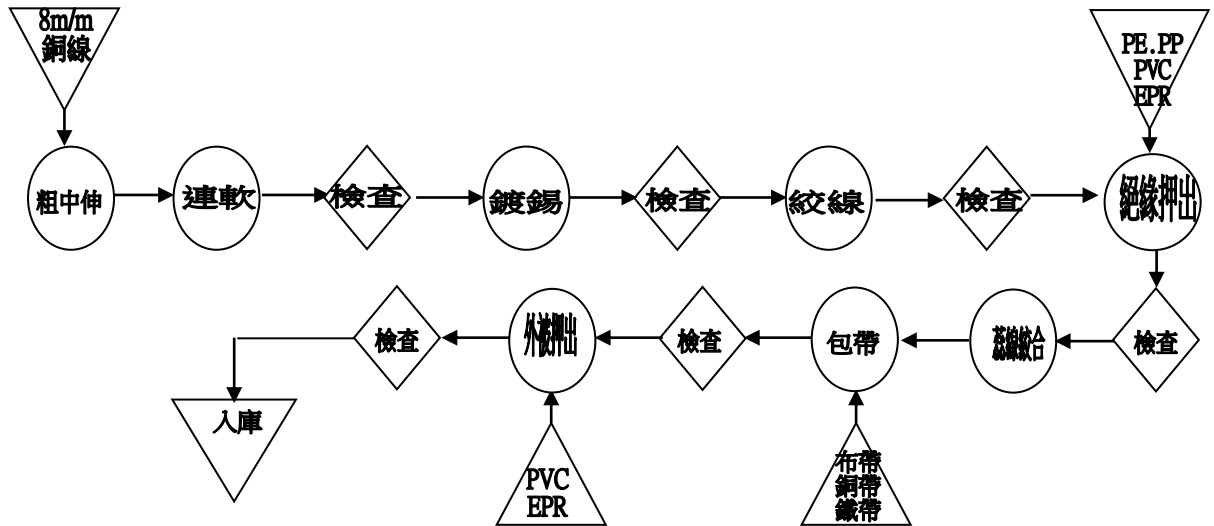 8m/m
銅線
PE.PP
PVC
EPR
粗中伸
連軟
檢查
鍍錫
檢查
絞線
檢查
絕緣押出
檢查
蕊線絞合
包帶
檢查
外被押出
檢查
入庫
PVC
EPR
布帶
銅帶
鐵帶